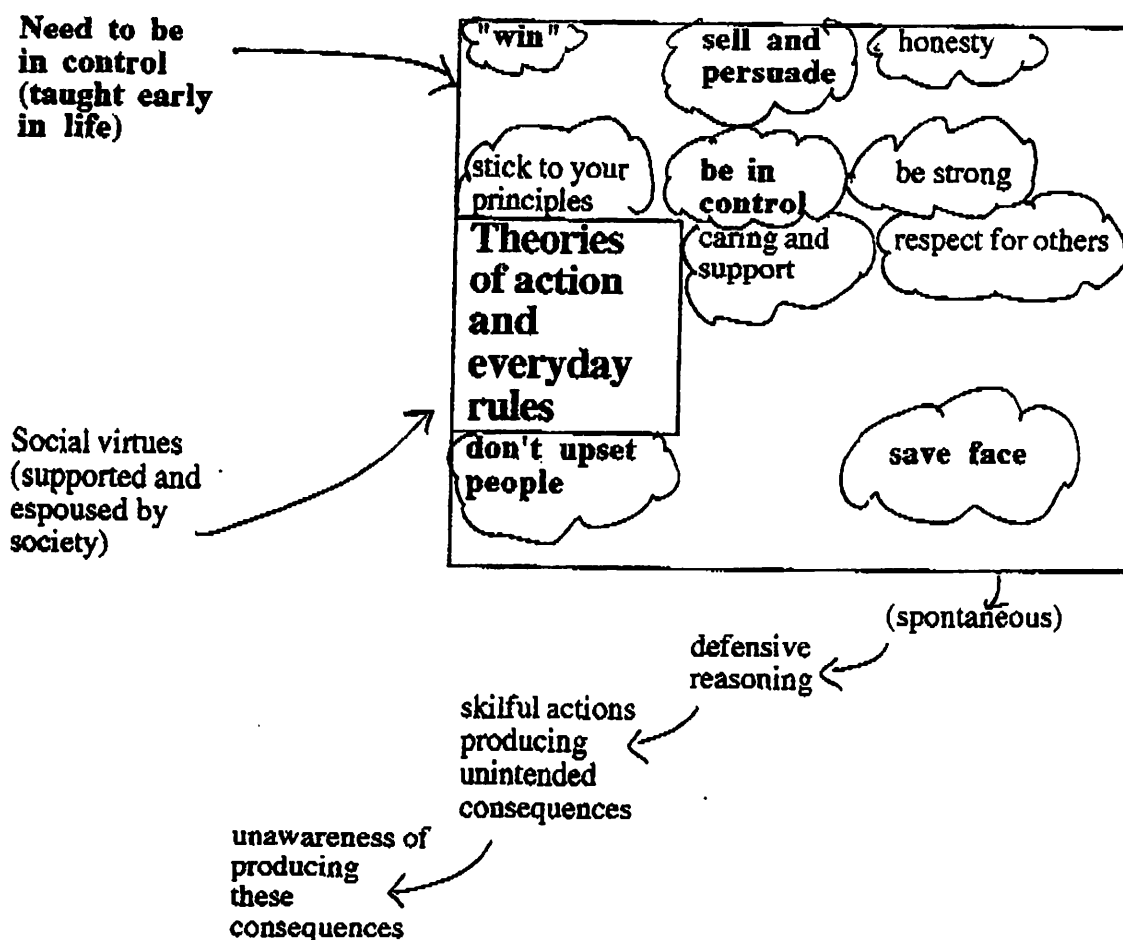 Need to be
in control
(taught early
in life)
"win"
sell and
persuade
honesty
stick to your
principles
be in
control
be strong
Theories
of action
and
everyday
rules
caring and
support
respect for others
Social virtues
(supported and
espoused by
society)
don't upset
people
save face
(spontaneous)
defensive
reasoning
skilful actions
producing
unintended
consequences
unawareness of
producing
these
consequences